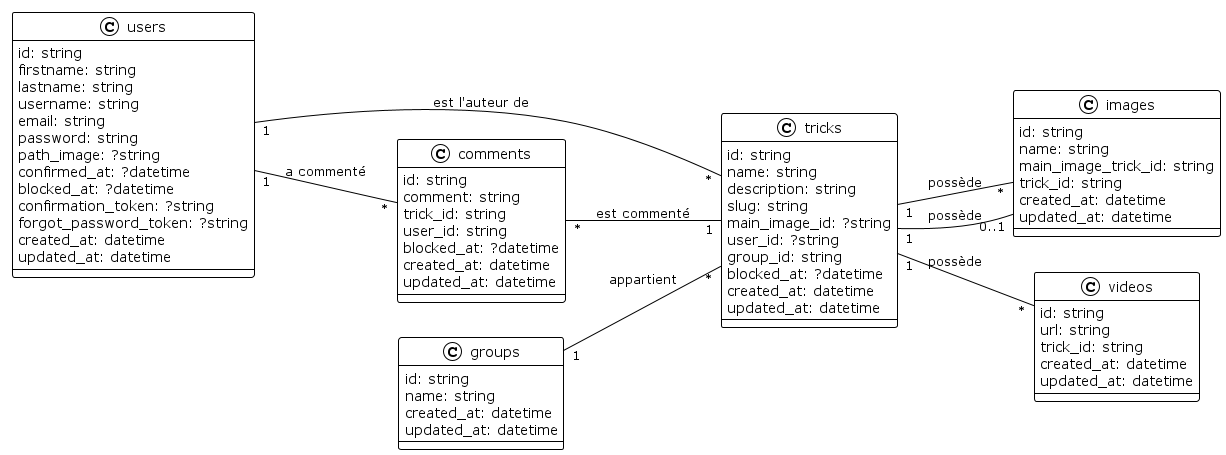 C users
id: string
firstname: string
lastname: string
username: string
email: string
password: string
path_image: ?string
confirmed_at: ?datetime
blocked_at: ?datetime
confirmation_token: ?string
forgot_password_token: ?string
created_at: datetime
updated_at: datetime
est l'auteur de
1
*
a commenté
1
*
C comments
id: string
comment: string
trick_id: string
user_id: string
blocked_at: ?datetime
created_at: datetime
updated_at: datetime
est commenté
*
1
C groups
id: string
name: string
created_at: datetime
updated_at: datetime
appartient
1
*
C tricks
id: string
name: string
description: string
slug: string
main_image_id: ?string
user_id: ?string
group_id: string
blocked_at: ?datetime
created_at: datetime
updated_at: datetime
possède
1
*
possède
1
0..1
possède
1
*
C images
id: string
name: string
main_image_trick_id: string
trick_id: string
created_at: datetime
updated_at: datetime
C videos
id: string
url: string
trick_id: string
created_at: datetime
updated_at: datetime